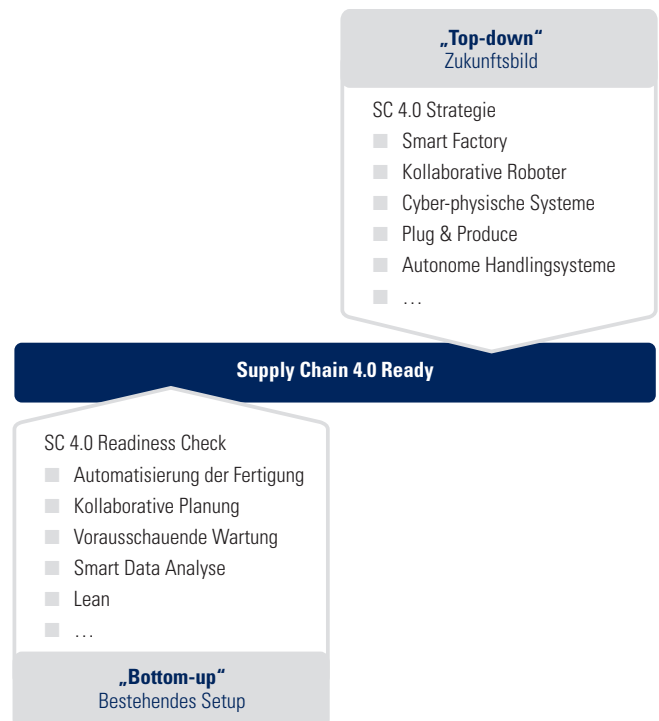 „Top-down“
Zukunftsbild
SC 4.0 Strategie
Smart Factory
Kollaborative Roboter
Cyber-physische Systeme
Plug & Produce
Autonome Handlingsysteme
…
Supply Chain 4.0 Ready
SC 4.0 Readiness Check
Automatisierung der Fertigung
Kollaborative Planung
Vorausschauende Wartung
Smart Data Analyse
Lean
…
„Bottom-up“
Bestehendes Setup